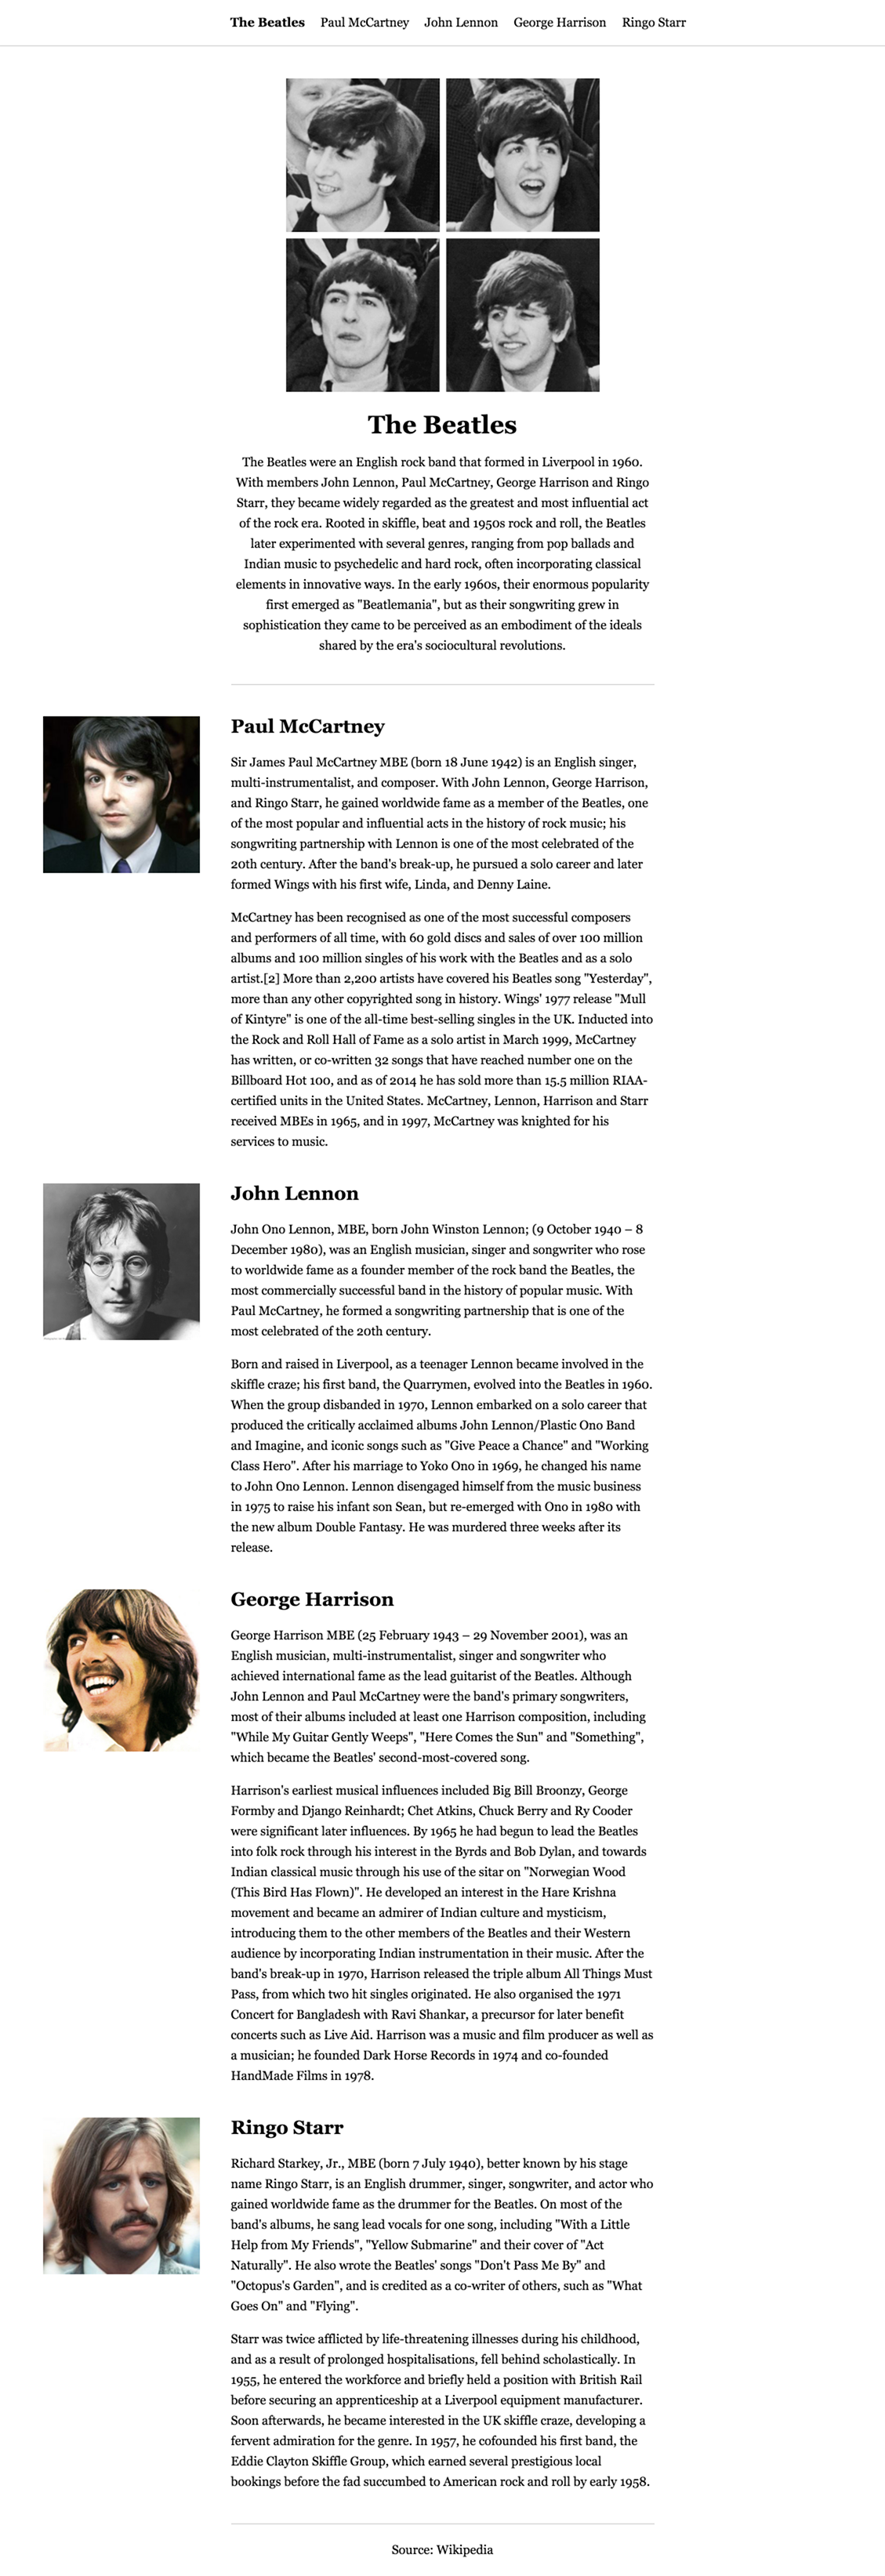 The Beatles Paul McCartney John Lennon George Harrison Ringo Starr
The Beatles
The Beatles were an English rock band that formed in Liverpool in 1960.
With members John Lennon, Paul McCartney, George Harrison and Ringo
Starr, they became widely regarded as the greatest and most influential act
of the rock era. Rooted in skiffle, beat and 1950s rock and roll, the Beatles
later experimented with several genres, ranging from pop ballads and
Indian music to psychedelic and hard rock, often incorporating classical
elements in innovative ways. In the early 1960s, their enormous popularity
first emerged as "Beatlemania", but as their songwriting grew in
sophistication they came to be perceived as an embodiment of the ideals
shared by the era's sociocultural revolutions.
Paul McCartney
Sir James Paul McCartney MBE (born 18 June 1942) is an English singer,
multi-instrumentalist, and composer. With John Lennon, George Harrison,
and Ringo Starr, he gained worldwide fame as a member of the Beatles, one
of the most popular and influential acts in the history of rock music; his
songwriting partnership with Lennon is one of the most celebrated of the
20th century. After the band's break-up, he pursued a solo career and later
formed Wings with his first wife, Linda, and Denny Laine.
McCartney has been recognised as one of the most successful composers
and performers of all time, with 60 gold discs and sales of over 100 million
albums and 100 million singles of his work with the Beatles and as a solo
artist.[2] More than 2,200 artists have covered his Beatles song "Yesterday",
more than any other copyrighted song in history. Wings' 1977 release "Mull
of Kintyre" is one of the all-time best-selling singles in the UK. Inducted into
the Rock and Roll Hall of Fame as a solo artist in March 1999, McCartney
has written, or co-written 32 songs that have reached number one on the
Billboard Hot 100, and as of 2014 he has sold more than 15.5 million RIAA-
certified units in the United States. McCartney, Lennon, Harrison and Starr
received MBEs in 1965, and in 1997, McCartney was knighted for his
services to music.
John Lennon
John Ono Lennon, MBE, born John Winston Lennon; (9 October 1940 – 8
December 1980), was an English musician, singer and songwriter who rose
to worldwide fame as a founder member of the rock band the Beatles, the
most commercially successful band in the history of popular music. With
Paul McCartney, he formed a songwriting partnership that is one of the
most celebrated of the 20th century.
Born and raised in Liverpool, as a teenager Lennon became involved in the
skiffle craze; his first band, the Quarrymen, evolved into the Beatles in 1960.
When the group disbanded in 1970, Lennon embarked on a solo career that
produced the critically acclaimed albums John Lennon/Plastic Ono Band
and Imagine, and iconic songs such as "Give Peace a Chance" and "Working
Class Hero". After his marriage to Yoko Ono in 1969, he changed his name
to John Ono Lennon. Lennon disengaged himself from the music business
in 1975 to raise his infant son Sean, but re-emerged with Ono in 1980 with
the new album Double Fantasy. He was murdered three weeks after its
release.
George Harrison
George Harrison MBE (25 February 1943 – 29 November 2001), was an
English musician, multi-instrumentalist, singer and songwriter who
achieved international fame as the lead guitarist of the Beatles. Although
John Lennon and Paul McCartney were the band's primary songwriters,
most of their albums included at least one Harrison composition, including
"While My Guitar Gently Weeps", "Here Comes the Sun" and "Something",
which became the Beatles' second-most-covered song.
Harrison's earliest musical influences included Big Bill Broonzy, George
Formby and Django Reinhardt; Chet Atkins, Chuck Berry and Ry Cooder
were significant later influences. By 1965 he had begun to lead the Beatles
into folk rock through his interest in the Byrds and Bob Dylan, and towards
Indian classical music through his use of the sitar on "Norwegian Wood
(This Bird Has Flown)". He developed an interest in the Hare Krishna
movement and became an admirer of Indian culture and mysticism,
introducing them to the other members of the Beatles and their Western
audience by incorporating Indian instrumentation in their music. After the
band's break-up in 1970, Harrison released the triple album All Things Must
Pass, from which two hit singles originated. He also organised the 1971
Concert for Bangladesh with Ravi Shankar, a precursor for later benefit
concerts such as Live Aid. Harrison was a music and film producer as well as
a musician; he founded Dark Horse Records in 1974 and co-founded
HandMade Films in 1978.
Ringo Starr
Richard Starkey, Jr., MBE (born 7 July 1940), better known by his stage
name Ringo Starr, is an English drummer, singer, songwriter, and actor who
gained worldwide fame as the drummer for the Beatles. On most of the
band's albums, he sang lead vocals for one song, including "With a Little
Help from My Friends", "Yellow Submarine" and their cover of "Act
Naturally". He also wrote the Beatles' songs "Don't Pass Me By" and
"Octopus's Garden", and is credited as a co-writer of others, such as "What
Goes On" and "Flying".
Starr was twice afflicted by life-threatening illnesses during his childhood,
and as a result of prolonged hospitalisations, fell behind scholastically. In
1955, he entered the workforce and briefly held a position with British Rail
before securing an apprenticeship at a Liverpool equipment manufacturer.
Soon afterwards, he became interested in the UK skiffle craze, developing a
fervent admiration for the genre. In 1957, he cofounded his first band, the
Eddie Clayton Skiffle Group, which earned several prestigious local
bookings before the fad succumbed to American rock and roll by early 1958.
Source: Wikipedia